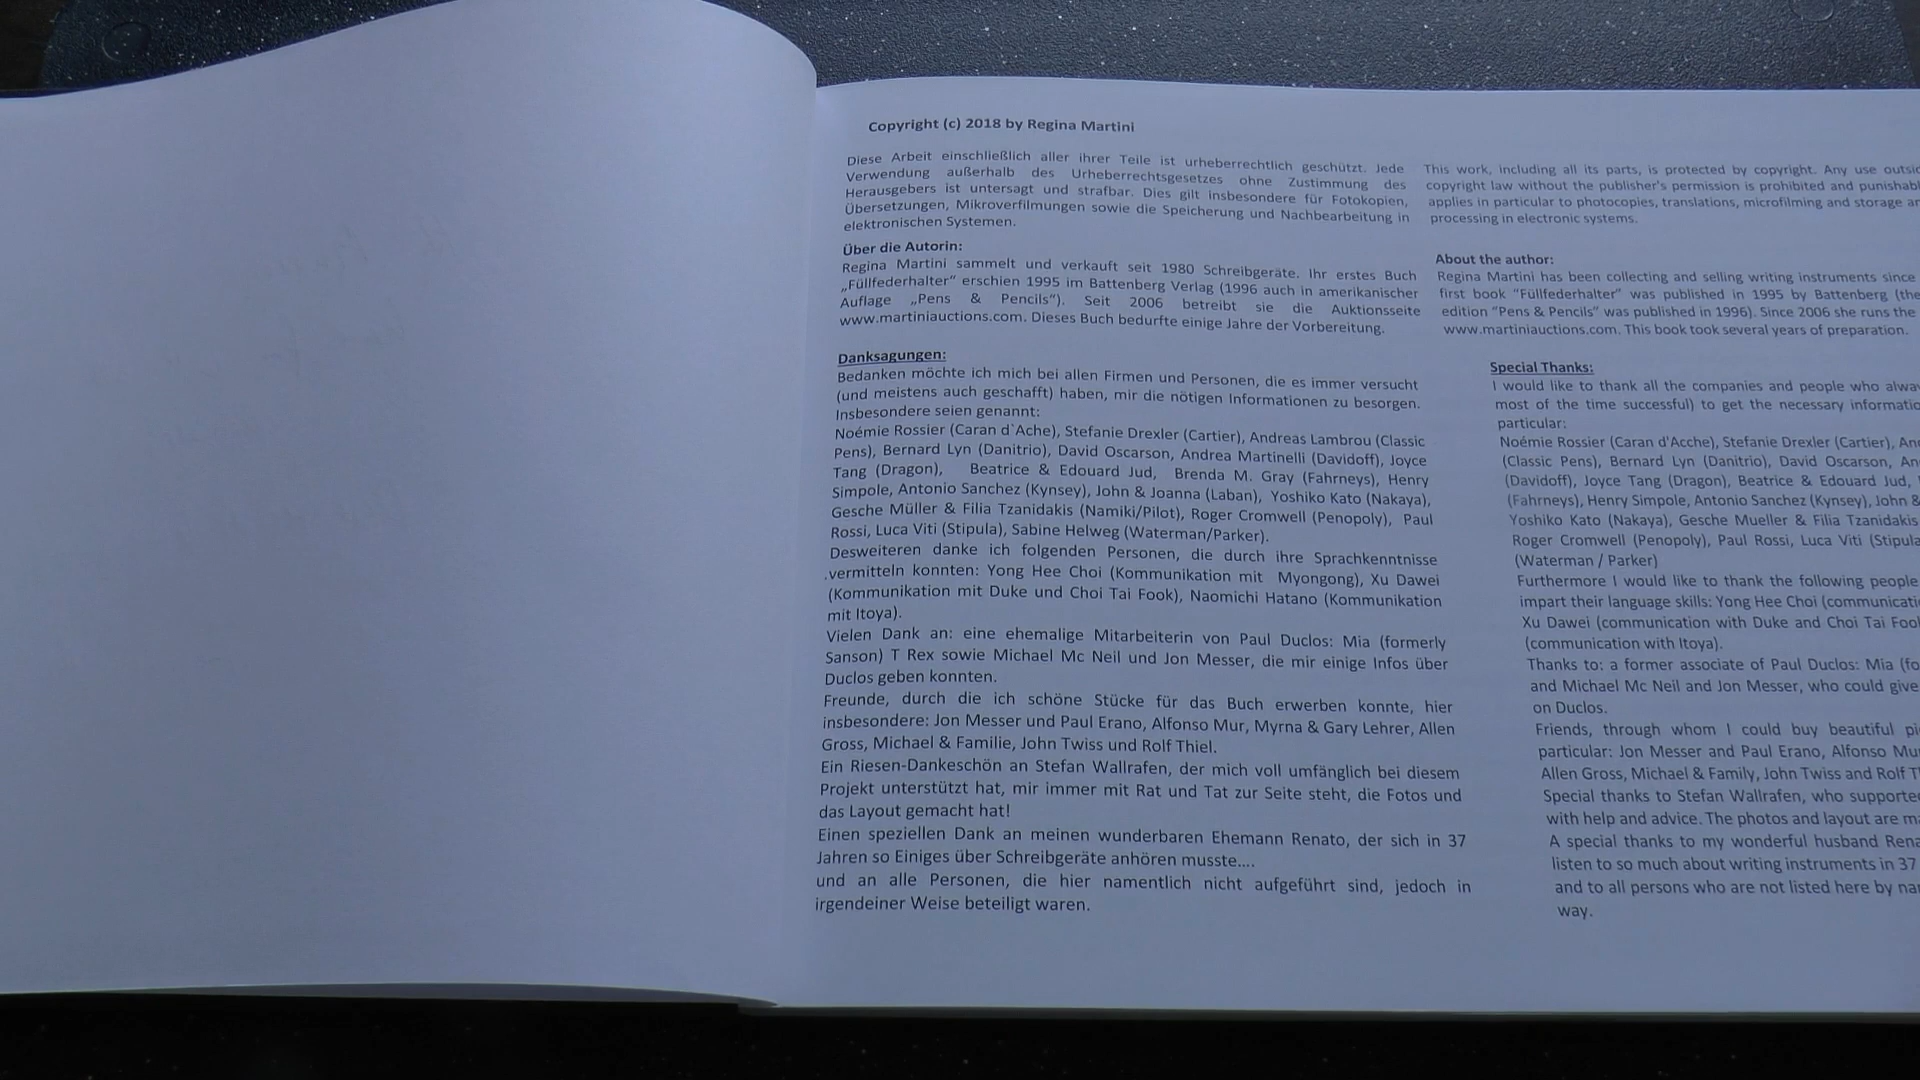 Copyright (c) 2018 by Regina Martini
Diese Arbeit einschließlich aller ihrer Teile ist urheberrechtlich geschützt. Jede
Verwendung außerhalb des Urheberrechtsgesetzes ohne Zustimmung des
Herausgebers ist untersagt und strafbar. Dies gilt insbesondere für Fotokopien,
Übersetzungen, Mikroverfilmungen sowie die Speicherung und Nachbearbeitung in
elektronischen Systemen.
Über die Autorin:
Regina Martini sammelt und verkauft seit 1980 Schreibgeräte. Ihr erstes Buch
„Füllfederhalter“ erschien 1995 im Battenberg Verlag (1996 auch in amerikanischer
Auflage „Pens & Pencils“). Seit 2006 betreibt sie die Auktionsseite
www.martiniauctions.com. Dieses Buch bedurfte einige Jahre der Vorbereitung.
Danksagungen:
Bedanken möchte ich mich bei allen Firmen und Personen, die es immer versucht
(und meistens auch geschafft) haben, mir die nötigen Informationen zu besorgen.
Insbesondere seien genannt:
Noémie Rossier (Caran d`Ache), Stefanie Drexler (Cartier), Andreas Lambrou (Classic
Pens), Bernard Lyn (Danitrio), David Oscarson, Andrea Martinelli (Davidoff), Joyce
Tang (Dragon), Beatrice & Edouard Jud, Brenda M. Gray (Fahrneys), Henry
Simpole, Antonio Sanchez (Kynsey), John & Joanna (Laban), Yoshiko Kato (Nakaya),
Gesche Müller & Filia Tzanidakis (Namiki/Pilot), Roger Cromwell (Penopoly), Paul
Rossi, Luca Viti (Stipula), Sabine Helweg (Waterman/Parker).
Desweiteren danke ich folgenden Personen, die durch ihre Sprachkenntnisse
.vermitteln konnten: Yong Hee Choi (Kommunikation mit Myongong), Xu Dawei
(Kommunikation mit Duke und Choi Tai Fook), Naomichi Hatano (Kommunikation
mit Itoya).
Vielen Dank an: eine ehemalige Mitarbeiterin von Paul Duclos: Mia (formerly
Sanson) T Rex sowie Michael Mc Neil und Jon Messer, die mir einige Infos über
Duclos geben konnten.
Freunde, durch die ich schöne Stücke für das Buch erwerben konnte, hier
insbesondere: Jon Messer und Paul Erano, Alfonso Mur, Myrna & Gary Lehrer, Allen
Gross, Michael & Familie, John Twiss und Rolf Thiel.
Ein Riesen-Dankeschön an Stefan Wallrafen, der mich voll umfänglich bei diesem
Projekt unterstützt hat, mir immer mit Rat und Tat zur Seite steht, die Fotos und
das Layout gemacht hat!
Einen speziellen Dank an meinen wunderbaren Ehemann Renato, der sich in 37
Jahren so Einiges über Schreibgeräte anhören musste....
und an alle Personen, die hier namentlich nicht aufgeführt sind, jedoch in
irgendeiner Weise beteiligt waren.
This work, including all its parts, is protected by copyright. Any use
copyright law without the publisher's permission is prohibited and
applies in particular to photocopies, translations, microfilming and storage
processing in electronic systems.
About the author:
Regina Martini has been collecting and selling writing instruments since
first book "Füllfederhalter" was published in 1995 by Battenberg (the
edition "Pens & Pencils" was published in 1996). Since 2006 she runs the
www.martiniauctions.com. This book took several years of preparation.
Special Thanks:
I would like to thank all the companies and people who
most of the time successful) to get the necessary
particular:
Noémie Rossier (Caran d'Acche), Stefanie Drexler (Cartier),
(Classic Pens), Bernard Lyn (Danitrio), David Oscarson,
(Davidoff), Joyce Tang (Dragon), Beatrice & Edouard Jud,
(Fahrneys), Henry Simpole, Antonio Sanchez (Kynsey), John &
Yoshiko Kato (Nakaya), Gesche Mueller & Filia Tzanidakis
Roger Cromwell (Penopoly), Paul Rossi, Luca Viti
(Waterman / Parker)
Furthermore I would like to thank the following people
impart their language skills: Yong Hee Choi
Xu Dawei (communication with Duke and Choi Tai
(communication with Itoya).
Thanks to: a former associate of Paul Duclos: Mia
and Michael Mc Neil and Jon Messer, who could give
on Duclos.
Friends, through whom I could buy beautiful
particular: Jon Messer and Paul Erano, Alfonso
Allen Gross, Michael & Family, John Twiss and Rolf
Special thanks to Stefan Wallrafen, who
with help and advice. The photos and layout are
A special thanks to my wonderful husband
listen to so much about writing instruments in 37
and to all persons who are not listed here by
way.